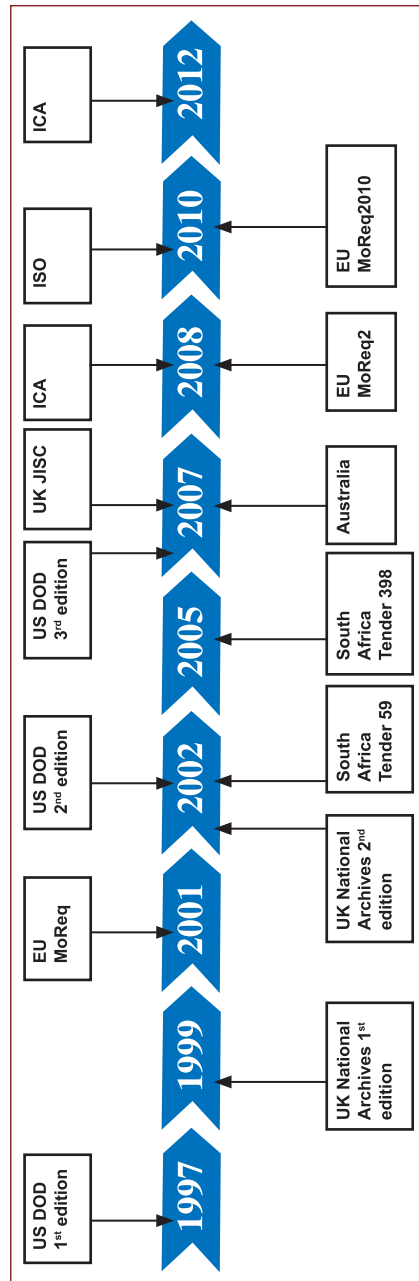 US DOD
1st edition
EU
MoReq
US DOD
2nd edition
US DOD
3rd edition
UK JISC
ICA
ISO
ICA
1997
1999
2001
2002
2005
2007
2008
2010
2012
UK National
Archives 1st
edition
UK National
Archives 2nd
edition
South
Africa
Tender 59
South
Africa
Tender 398
Australia
EU
MoReq2
EU
MoReq2010